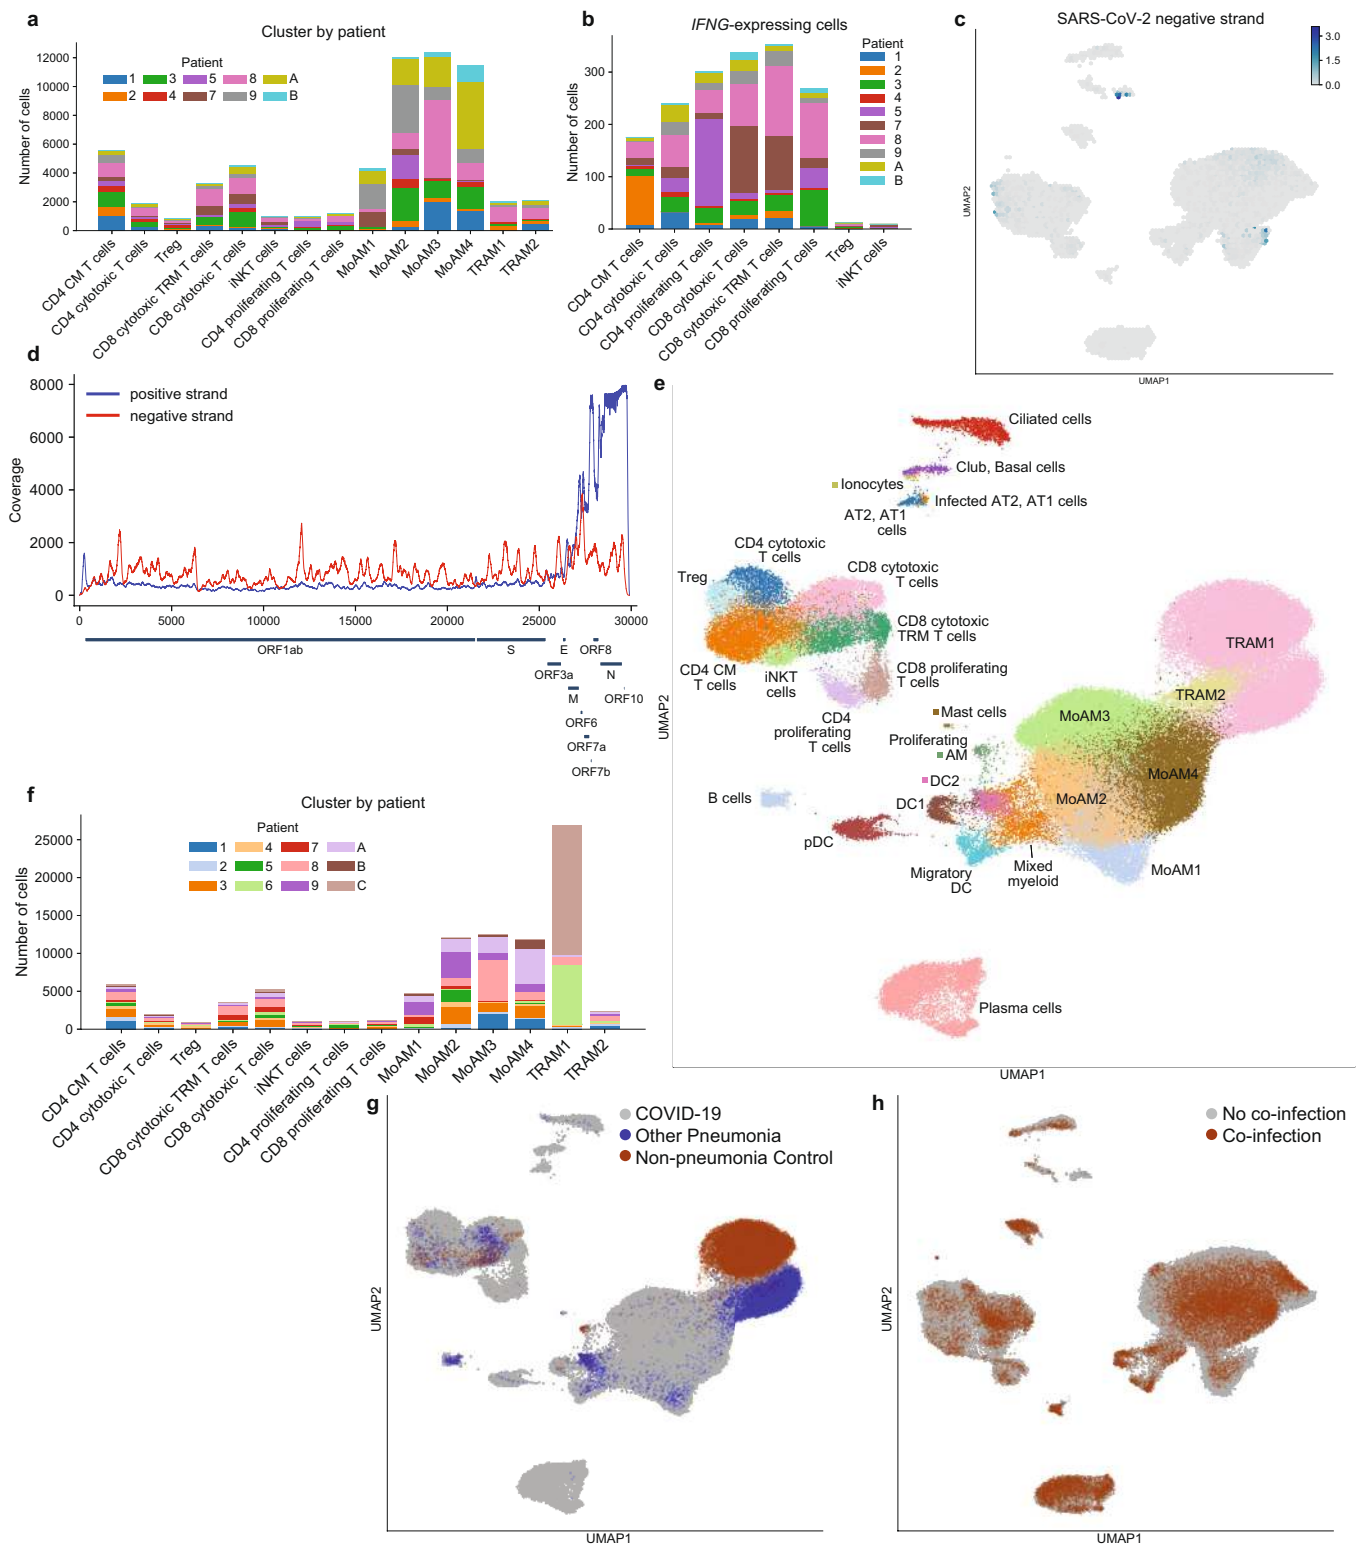 a
Cluster by patient
Number of cells
12000
10000
8000
6000
4000
2000
0
Patient
1 3 5 8 A
2 4 7 9 B
CD4 CM T cells
CD4 cytotoxic T cells
Treg
CD8 cytotoxic TRM T cells
CD8 cytotoxic T cells
iNKT cells
CD4 proliferating T cells
CD8 proliferating T cells
MoAM1
MoAM2
MoAM3
MoAM4
TRAM1
TRAM2
b
IFNG-expressing cells
Number of cells
300
200
100
0
Patient
1
2
3
4
5
7
8
9
A
B
CD4 CM T cells
CD4 cytotoxic T cells
CD4 proliferating T cells
CD8 cytotoxic T cells
CD8 cytotoxic TRM T cells
CD8 proliferating T cells
Treg
iNKT cells
c
SARS-CoV-2 negative strand
3.0
1.5
0.0
UMAP2
UMAP1
d
positive strand
negative strand
Coverage
8000
6000
4000
2000
0
0 5000 10000 15000 20000 25000 30000
ORF1ab
S
E
ORF8
ORF3a
N
M
ORF10
ORF6
ORF7a
ORF7b
e
Ciliated cells
Club, Basal cells
Ionocytes
Infected AT2, AT1 cells
AT2, AT1
cells
CD4 cytotoxic
T cells
Treg
CD8 cytotoxic
T cells
CD8 cytotoxic
TRM T cells
CD4 CM
T cells
iNKT
cells
CD8 proliferating
T cells
CD4
proliferating
T cells
Mast cells
Proliferating
AM
DC2
DC1
B cells
pDC
Migratory
DC
Mixed
myeloid
TRAM1
TRAM2
MoAM3
MoAM4
MoAM2
MoAM1
Plasma cells
UMAP2
UMAP1
f
Cluster by patient
Number of cells
25000
20000
15000
10000
5000
0
Patient
1 4 7 A
2 5 8 B
3 6 9 C
CD4 CM T cells
CD4 cytotoxic T cells
Treg
CD8 cytotoxic TRM T cells
CD8 cytotoxic T cells
iNKT cells
CD4 proliferating T cells
CD8 proliferating T cells
MoAM1
MoAM2
MoAM3
MoAM4
TRAM1
TRAM2
g
COVID-19
Other Pneumonia
Non-pneumonia Control
UMAP2
UMAP1
h
No co-infection
Co-infection
UMAP2
UMAP1